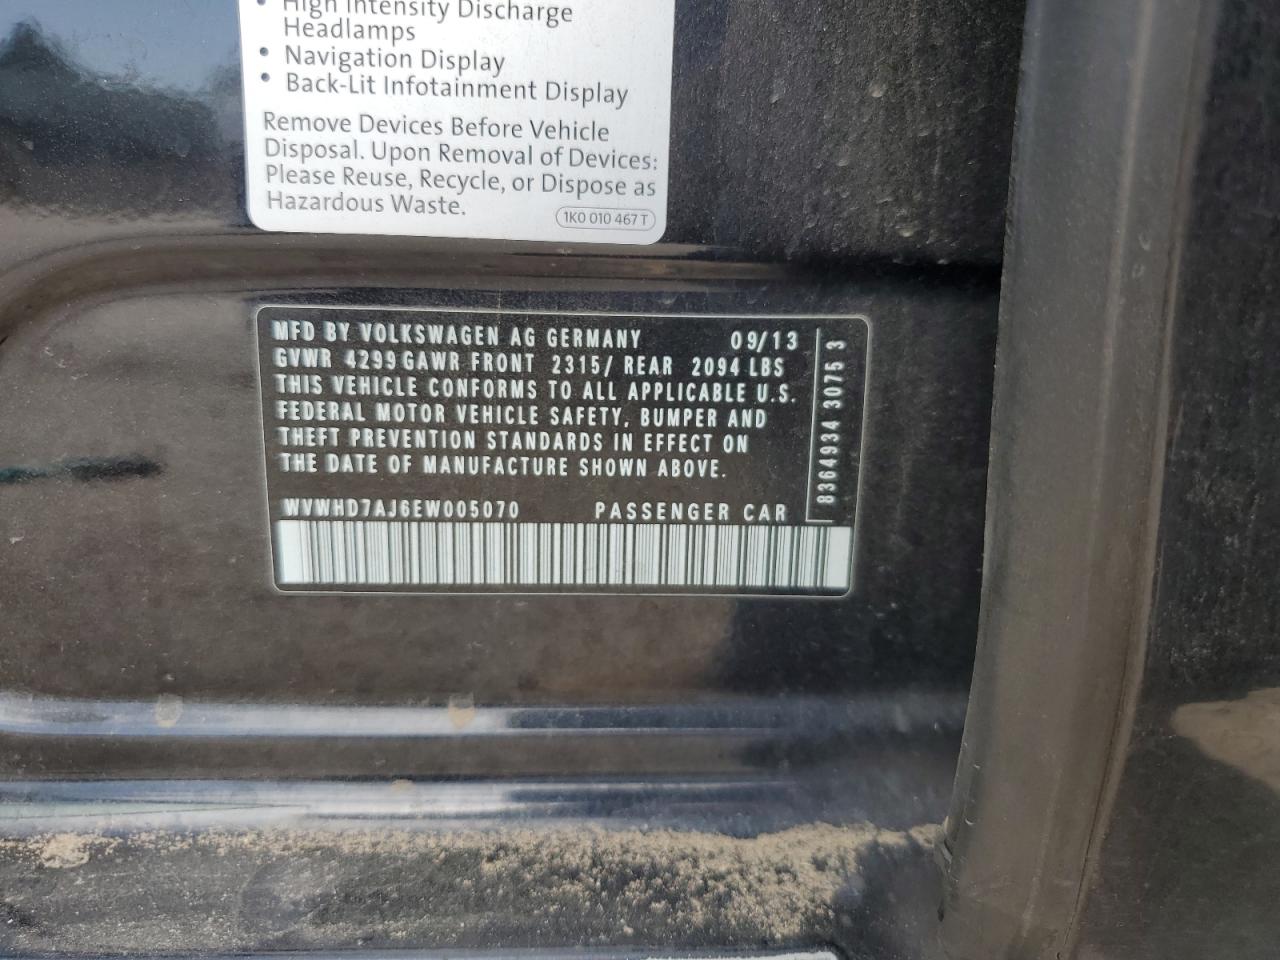 • High Intensity Discharge
Headlamps
• Navigation Display
• Back-Lit Infotainment Display
Remove Devices Before Vehicle
Disposal. Upon Removal of Devices:
Please Reuse, Recycle, or Dispose as
Hazardous Waste.
1K0 010 467 T
MFD BY VOLKSWAGEN AG GERMANY 09/13
GVWR 4299 GAWR FRONT 2315/ REAR 2094 LBS
THIS VEHICLE CONFORMS TO ALL APPLICABLE U.S.
FEDERAL MOTOR VEHICLE SAFETY, BUMPER AND
THEFT PREVENTION STANDARDS IN EFFECT ON
THE DATE OF MANUFACTURE SHOWN ABOVE.
WVWHD7AJ6EW005070 PASSENGER CAR
8364934 3075 3